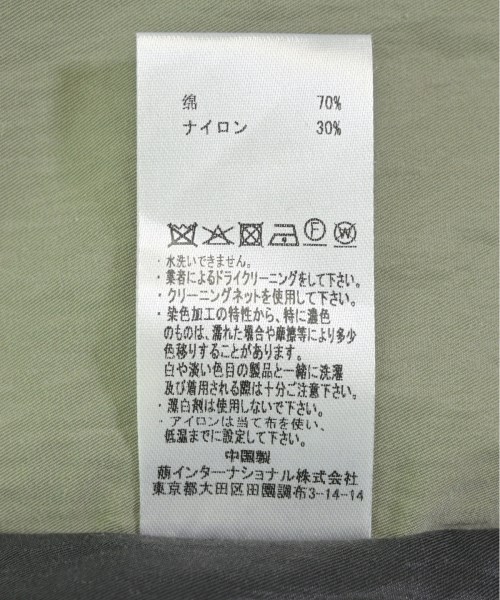 绵 70%
ナイロン 30%
F W
・水洗いできません。
・業者によるドライクリーニングをして下さい。
・クリーニングネットを使用して下さい。
・染色加工の特性から、特に濃色
のものは、濡れた場合や摩擦等により多少
色移りすることがあります。
白や淡い色目の製品と一緒に洗濯
及び着用される際は十分ご注意下さい。
・漂白剤は使用しないで下さい。
・アイロンは当て布を使い、
低温までに設定して下さい。
中国製
インターナショナル株式会社
東京都大田区田園調布3-14-14